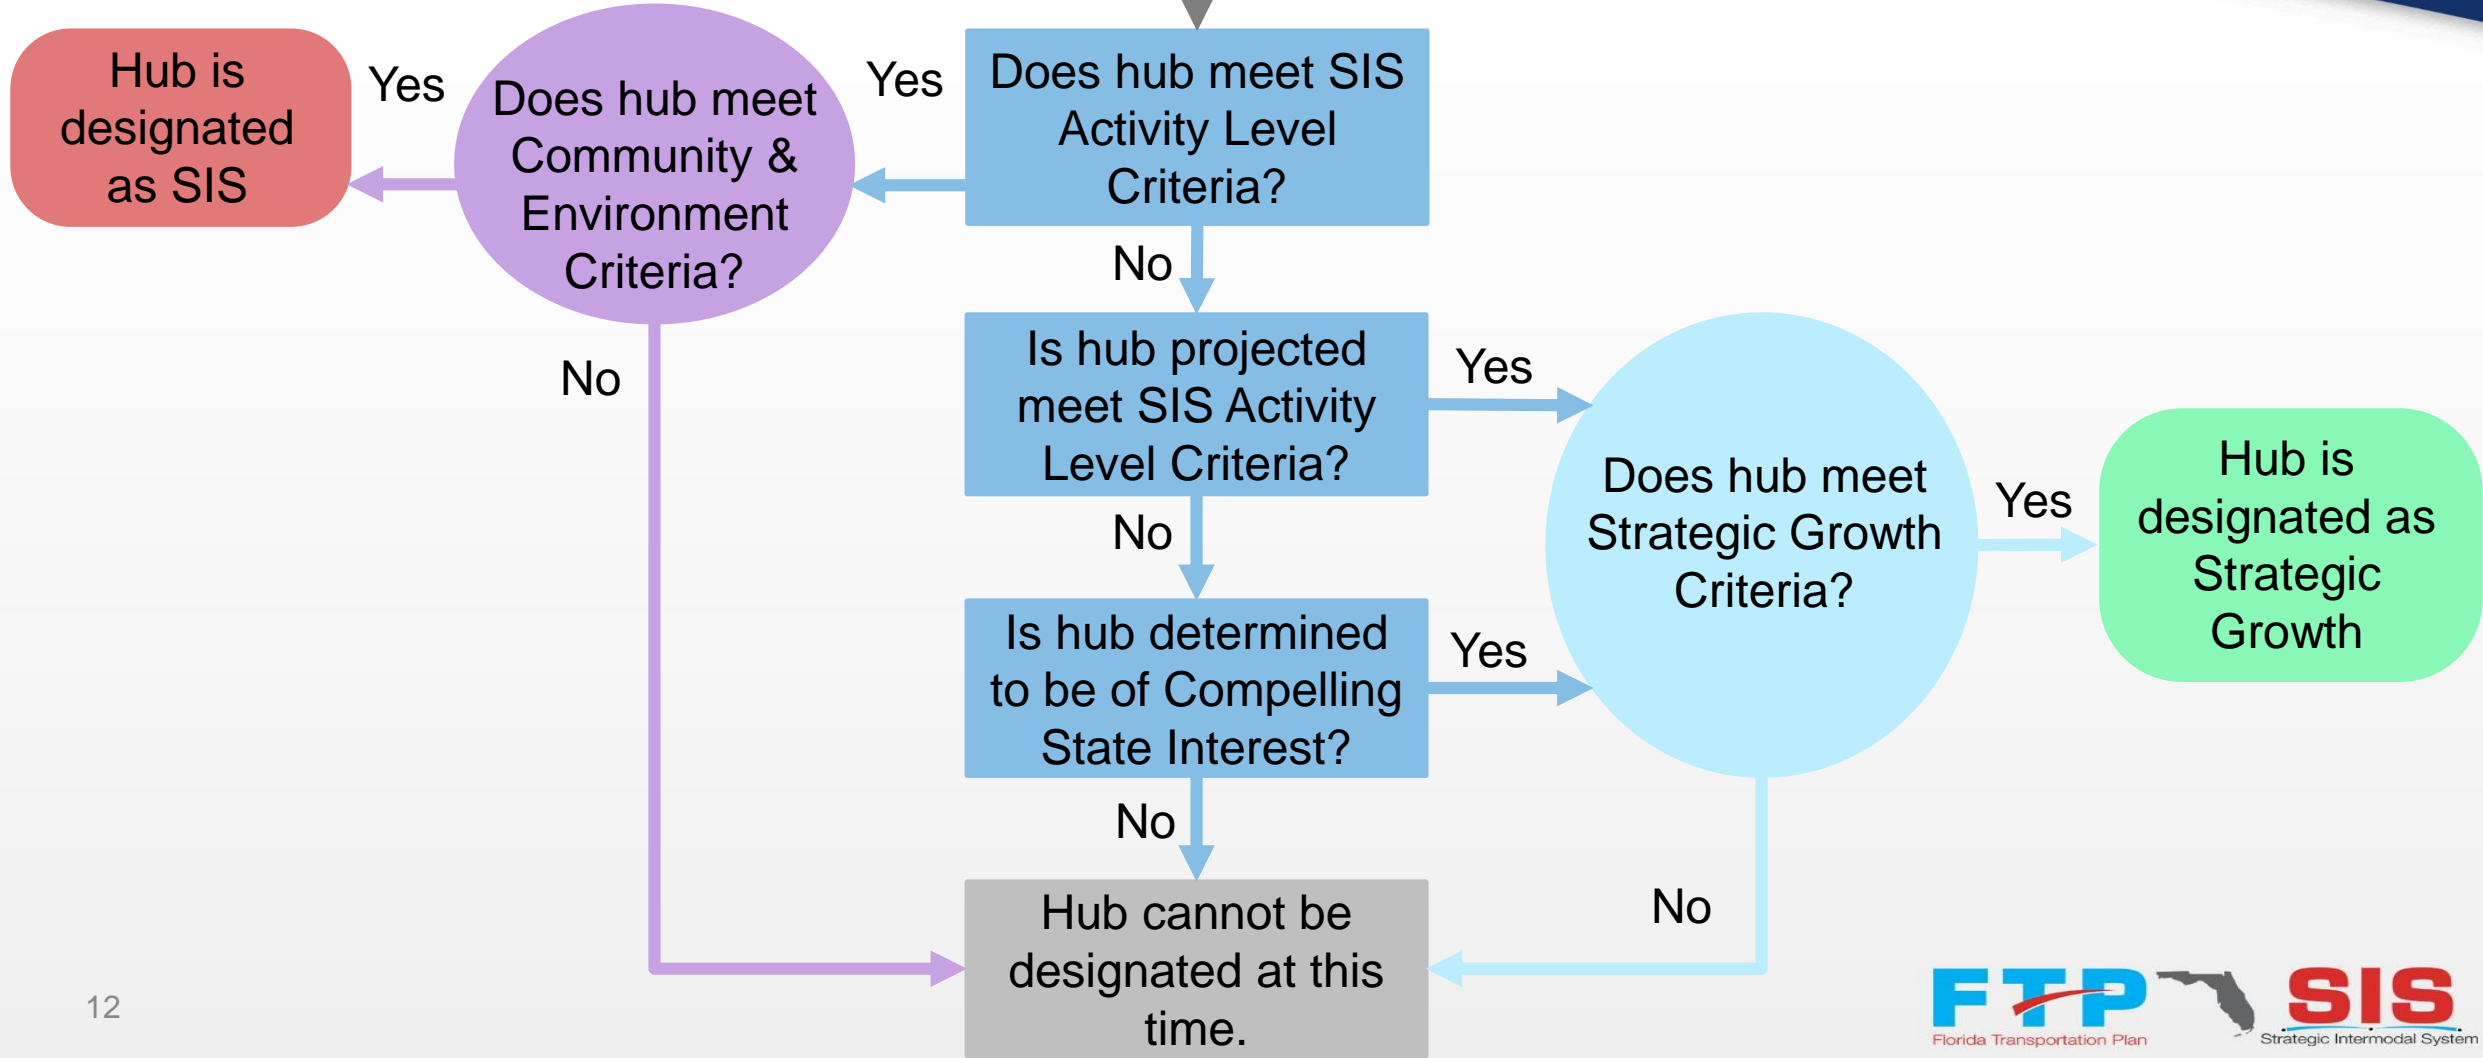 Hub is
designated
as SIS
Yes
Does hub meet
Community &
Environment
Criteria?
Yes
Does hub meet SIS
Activity Level
Criteria?
No
No
Is hub projected
meet SIS Activity
Level Criteria?
Yes
Does hub meet
Strategic Growth
Criteria?
Yes
Hub is
designated as
Strategic
Growth
No
Is hub determined
to be of Compelling
State Interest?
Yes
No
No
Hub cannot be
designated at this
time.
12
FTP
Florida Transportation Plan
SIS
Strategic Intermodal System